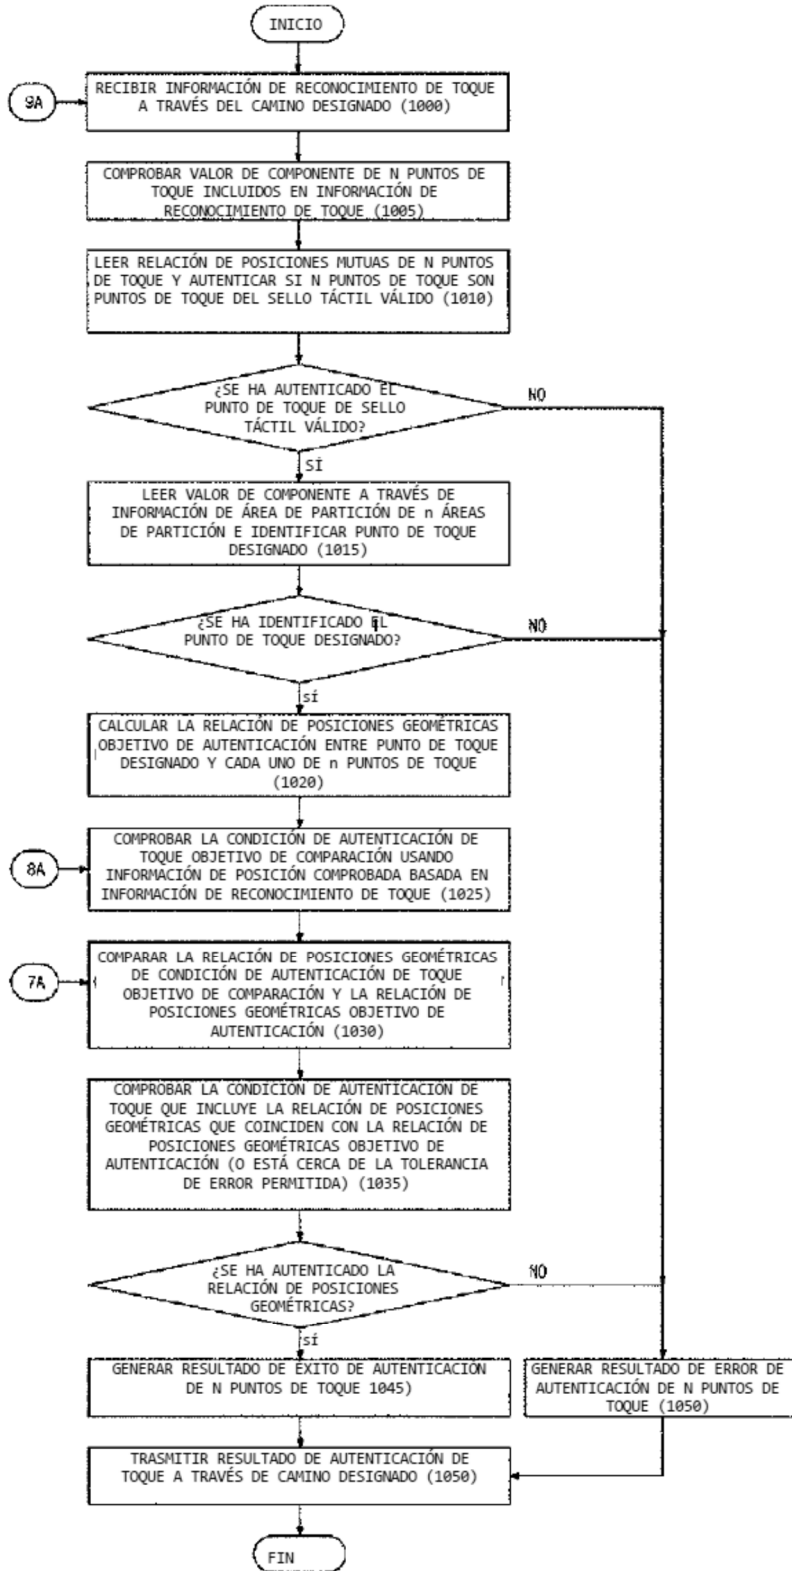 INICIO
9A
RECIBIR INFORMACIÓN DE RECONOCIMIENTO DE TOQUE
A TRAVÉS DEL CAMINO DESIGNADO (1000)
COMPROBAR VALOR DE COMPONENTE DE N PUNTOS DE
TOQUE INCLUIDOS EN INFORMACIÓN DE
RECONOCIMIENTO DE TOQUE (1005)
LEER RELACIÓN DE POSICIONES MUTUAS DE N PUNTOS
DE TOQUE Y AUTENTICAR SI N PUNTOS DE TOQUE SON
PUNTOS DE TOQUE DEL SELLO TÁCTIL VÁLIDO (1010)
¿SE HA AUTENTICADO EL
PUNTO DE TOQUE DE SELLO
TÁCTIL VÁLIDO?
NO
SÍ
LEER VALOR DE COMPONENTE A TRAVÉS DE
INFORMACIÓN DE ÁREA DE PARTICIÓN DE n ÁREAS
DE PARTICIÓN E IDENTIFICAR PUNTO DE TOQUE
DESIGNADO (1015)
¿SE HA IDENTIFICADO EL
PUNTO DE TOQUE DESIGNADO?
NO
sí
CALCULAR LA RELACIÓN DE POSICIONES GEOMÉTRICAS
OBJETIVO DE AUTENTICACIÓN ENTRE PUNTO DE TOQUE
DESIGNADO Y CADA UNO DE n PUNTOS DE TOQUE
(1020)
8A
COMPROBAR LA CONDICIÓN DE AUTENTICACIÓN DE
TOQUE OBJETIVO DE COMPARACIÓN USANDO
INFORMACIÓN DE POSICIÓN COMPROBADA BASADA EN
INFORMACIÓN DE RECONOCIMIENTO DE TOQUE (1025)
7A
COMPARAR LA RELACIÓN DE POSICIONES GEOMÉTRICAS
DE CONDICIÓN DE AUTENTICACIÓN DE TOQUE
OBJETIVO DE COMPARACIÓN Y LA RELACIÓN DE
POSICIONES GEOMÉTRICAS OBJETIVO DE
AUTENTICACIÓN (1030)
COMPROBAR LA CONDICIÓN DE AUTENTICACIÓN DE
TOQUE QUE INCLUYE LA RELACIÓN DE POSICIONES
GEOMÉTRICAS QUE COINCIDEN CON LA RELACIÓN DE
POSICIONES GEOMÉTRICAS OBJETIVO DE
AUTENTICACIÓN (O ESTÁ CERCA DE LA TOLERANCIA
DE ERROR PERMITIDA) (1035)
¿SE HA AUTENTICADO LA
RELACIÓN DE POSICIONES
GEOMÉTRICAS?
NO
sí
GENERAR RESULTADO DE ÉXITO DE AUTENTICACIÓN
DE N PUNTOS DE TOQUE 1045)
GENERAR RESULTADO DE ERROR DE
AUTENTICACIÓN DE N PUNTOS DE
TOQUE (1050)
TRASMITIR RESULTADO DE AUTENTICACIÓN DE
TOQUE A TRAVÉS DE CAMINO DESIGNADO (1050)
FIN